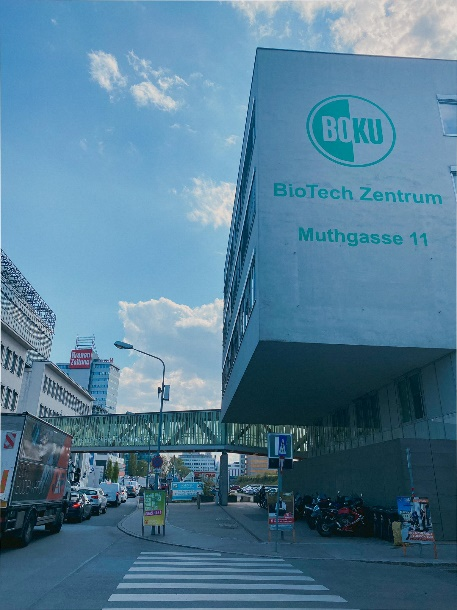 BOKU
BioTech Zentrum
Muthgasse 11
Kronen
Zeitung